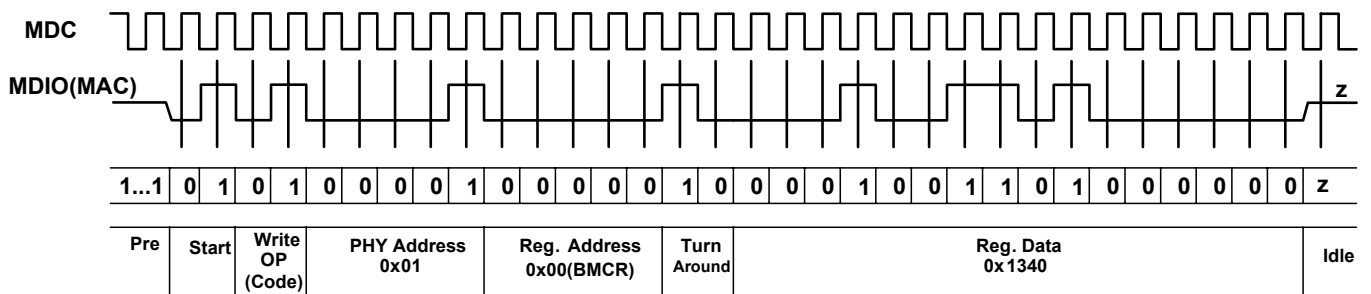 MDC
MDIO(MAC)
z
1...1 0 1 0 1 0 0 0 0 1 0 0 0 0 0 1 0 0 0 0 1 0 0 1 1 0 1 0 0 0 0 0 0 z
Pre Start Write OP (Code) PHY Address 0x01 Reg. Address 0x00(BMCR) Turn Around Reg. Data 0x1340 Idle